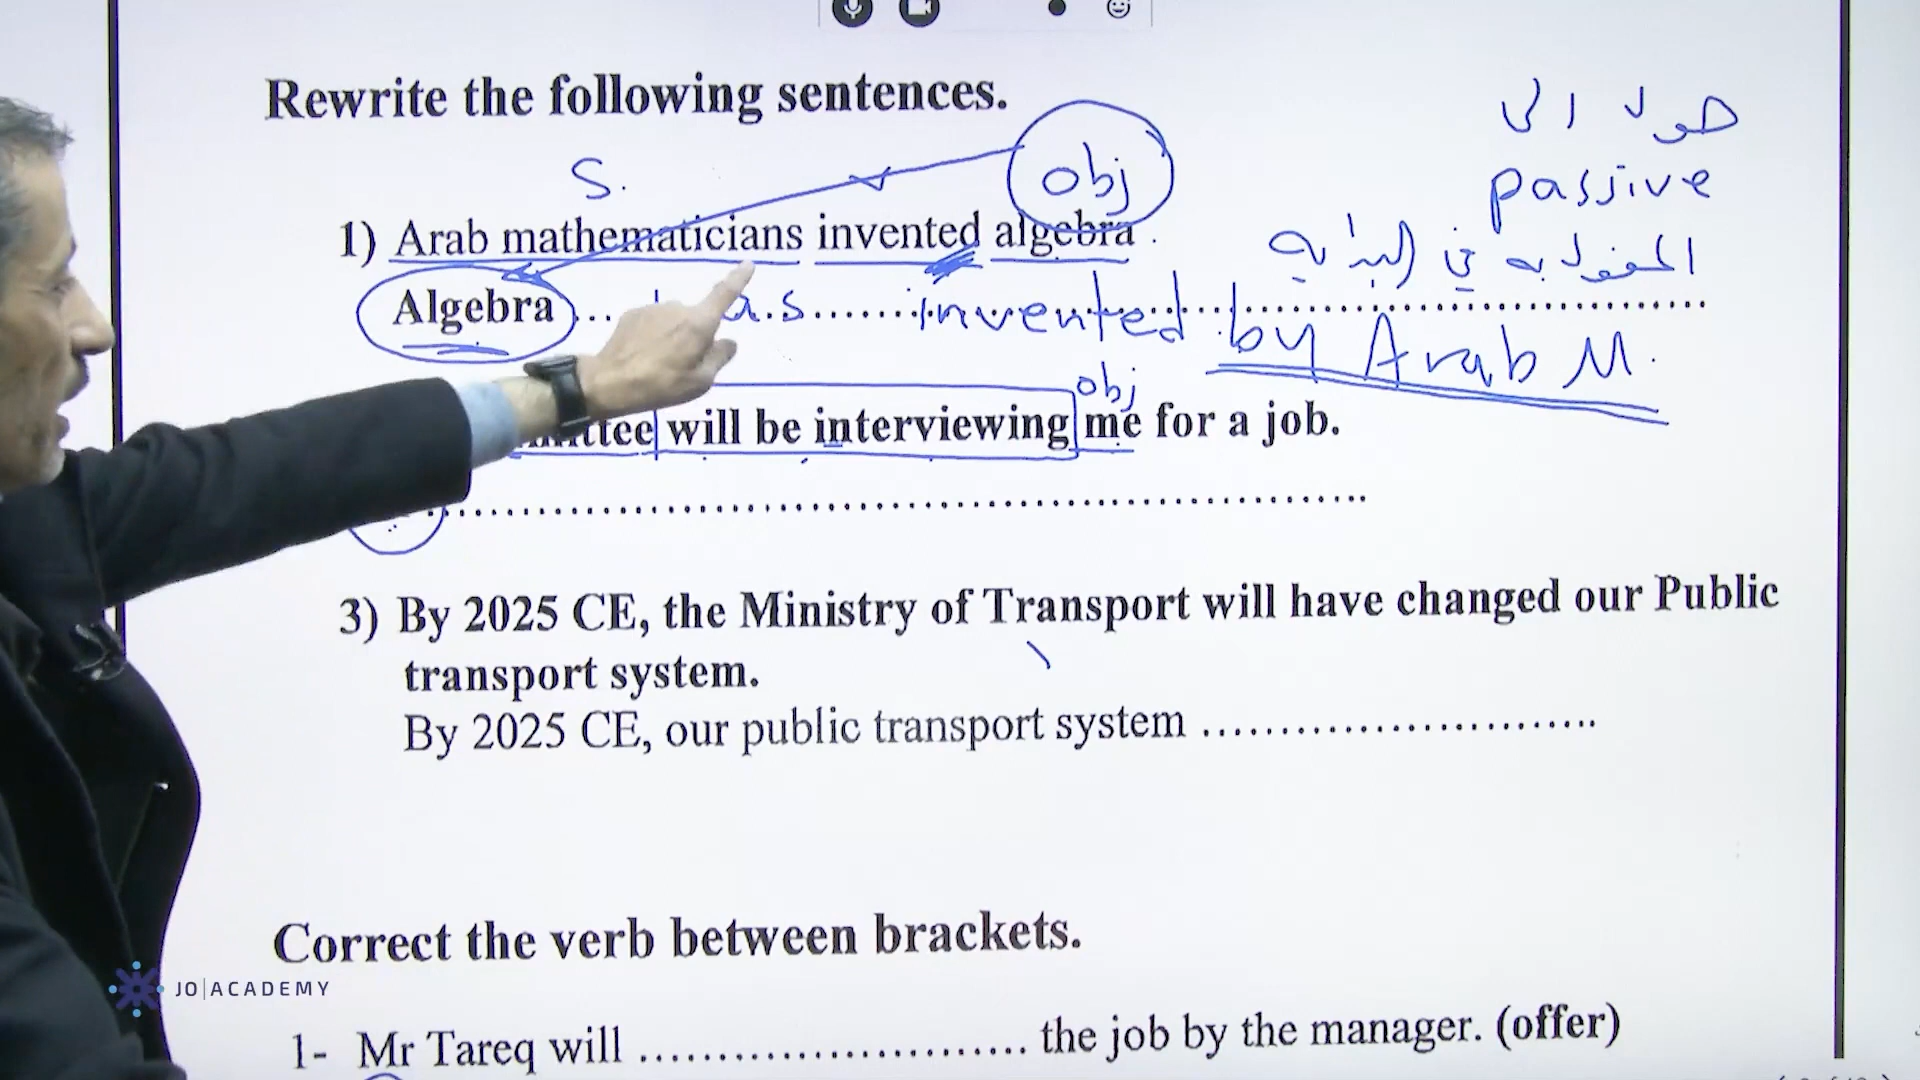 Rewrite the following sentences.
حول الى
passive
المفعول به في البداية
S.
obj
1) Arab mathematicians invented algebra.
Algebra ... as ...... invented by Arab M.
obj
will be interviewing me for a job.
3) By 2025 CE, the Ministry of Transport will have changed our Public
transport system.
By 2025 CE, our public transport system ..........................
Correct the verb between brackets.
JO|ACADEMY
1- Mr Tareq will .......................... the job by the manager. (offer)